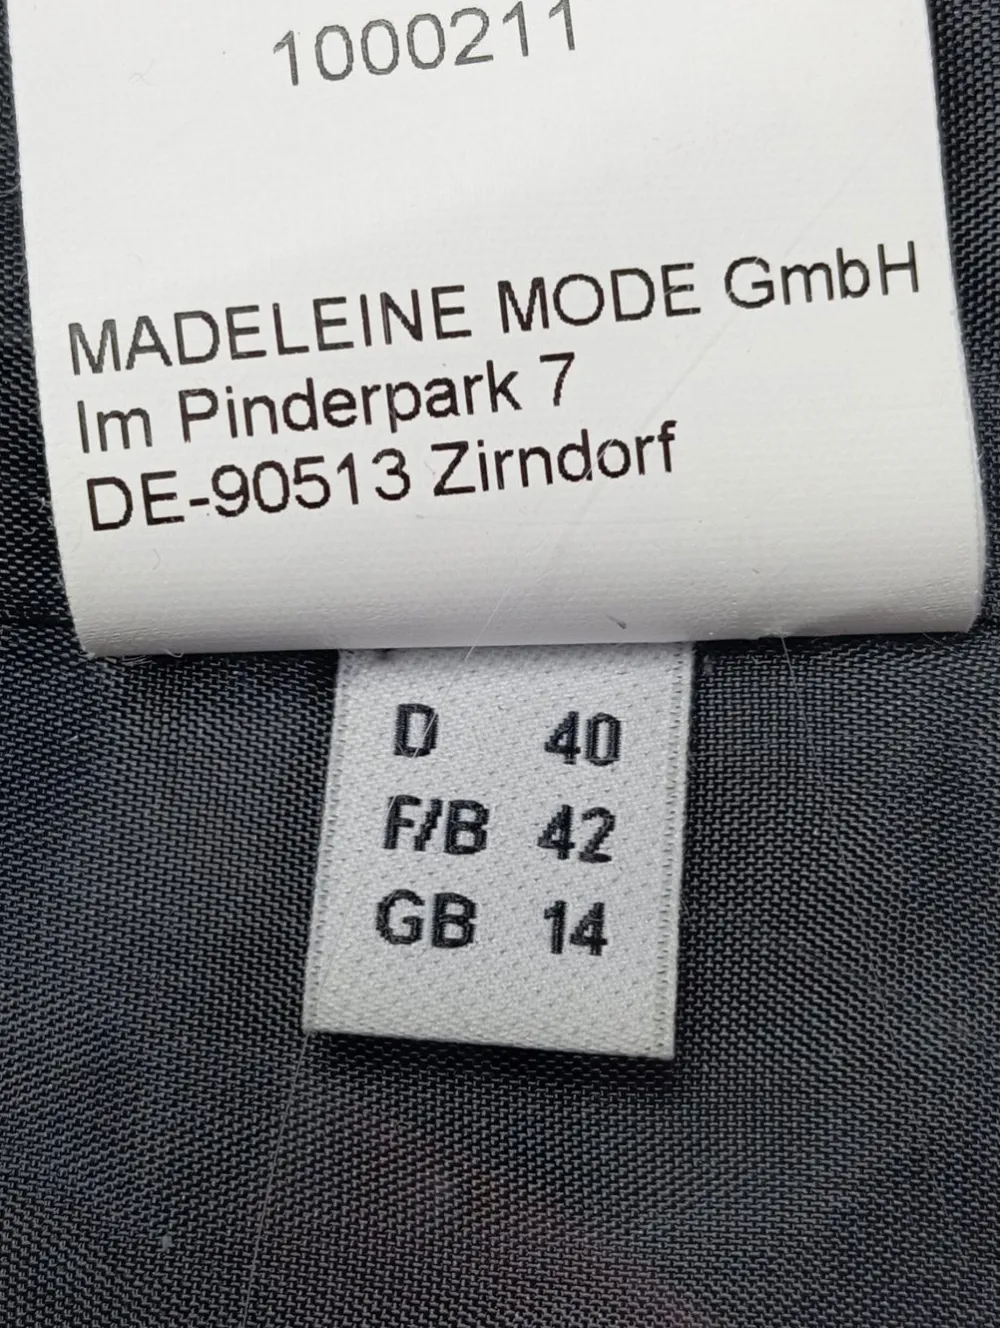 1000211
MADELEINE MODE GmbH
Im Pinderpark 7
DE-90513 Zirndorf
D 40
F/B 42
GB 14